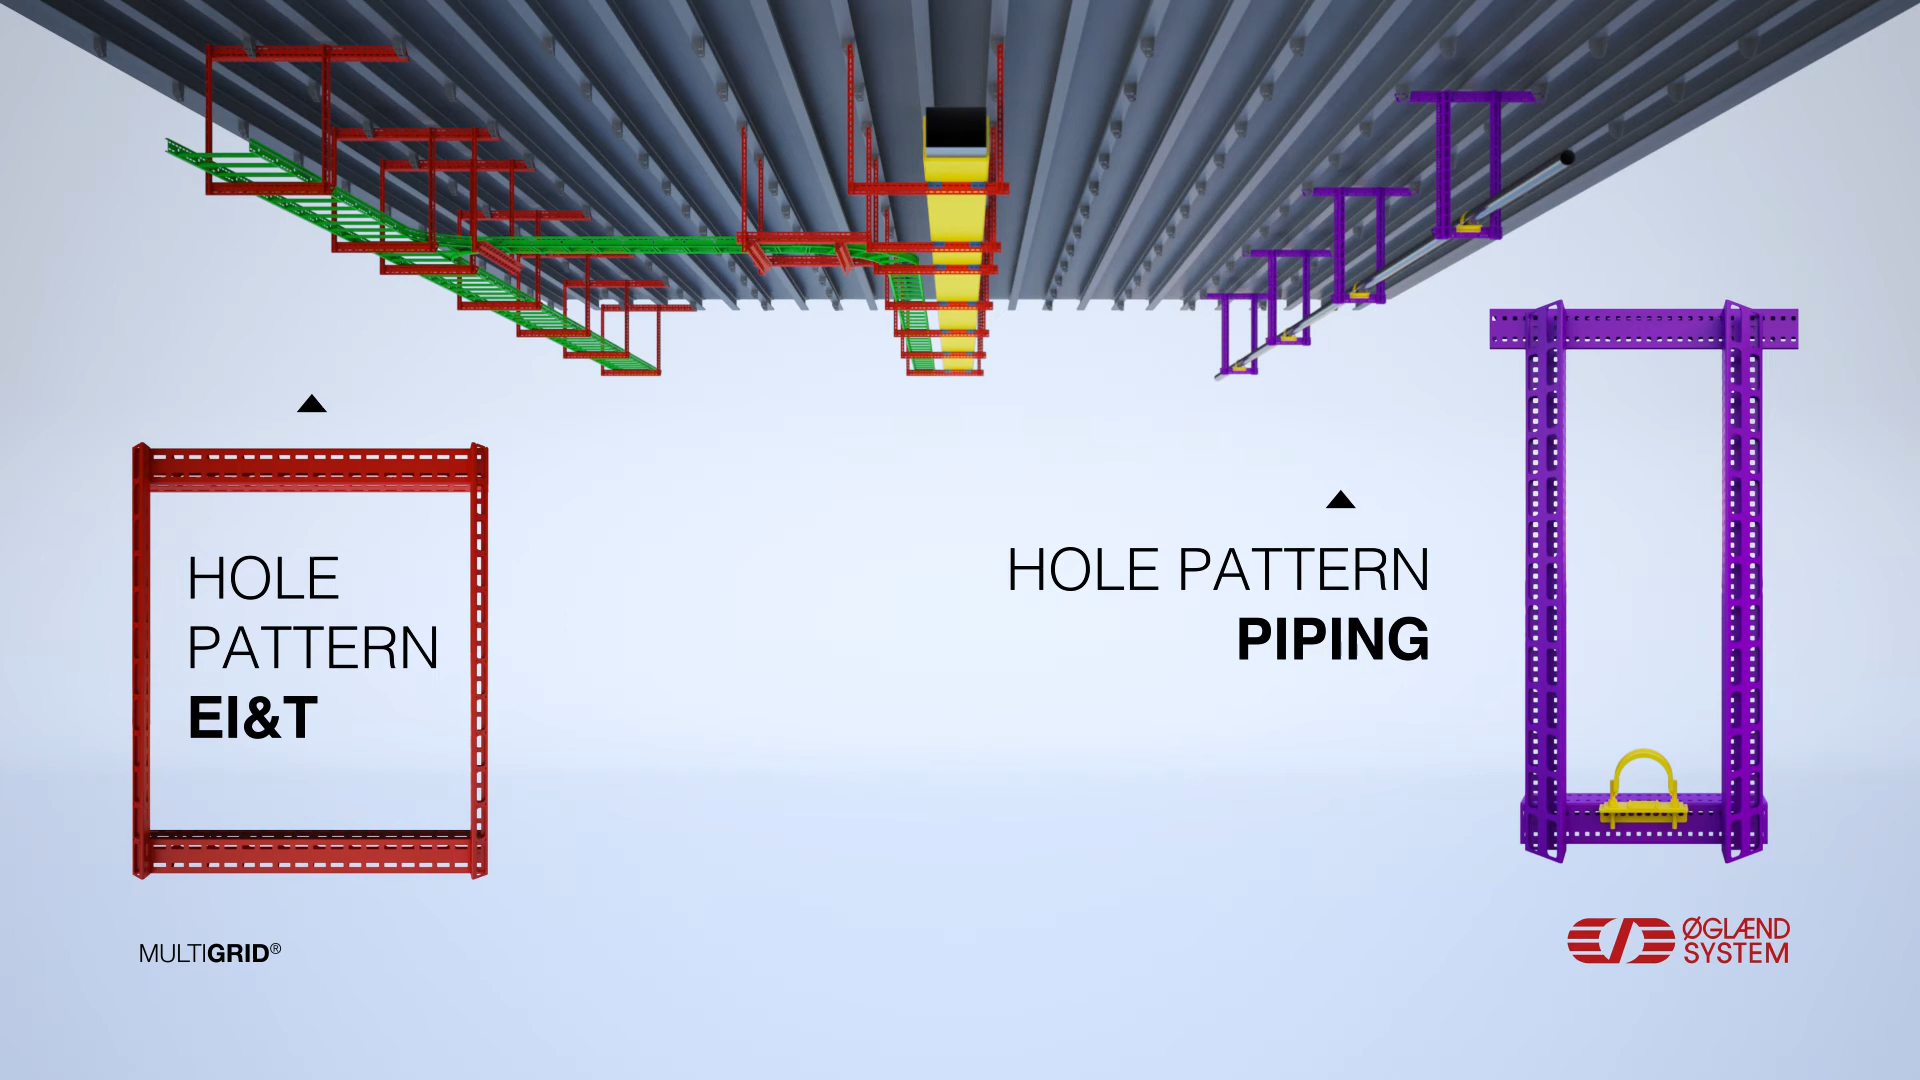 HOLE
PATTERN
EI&T
HOLE PATTERN
PIPING
MULTIGRID®
ØGLÆND
SYSTEM